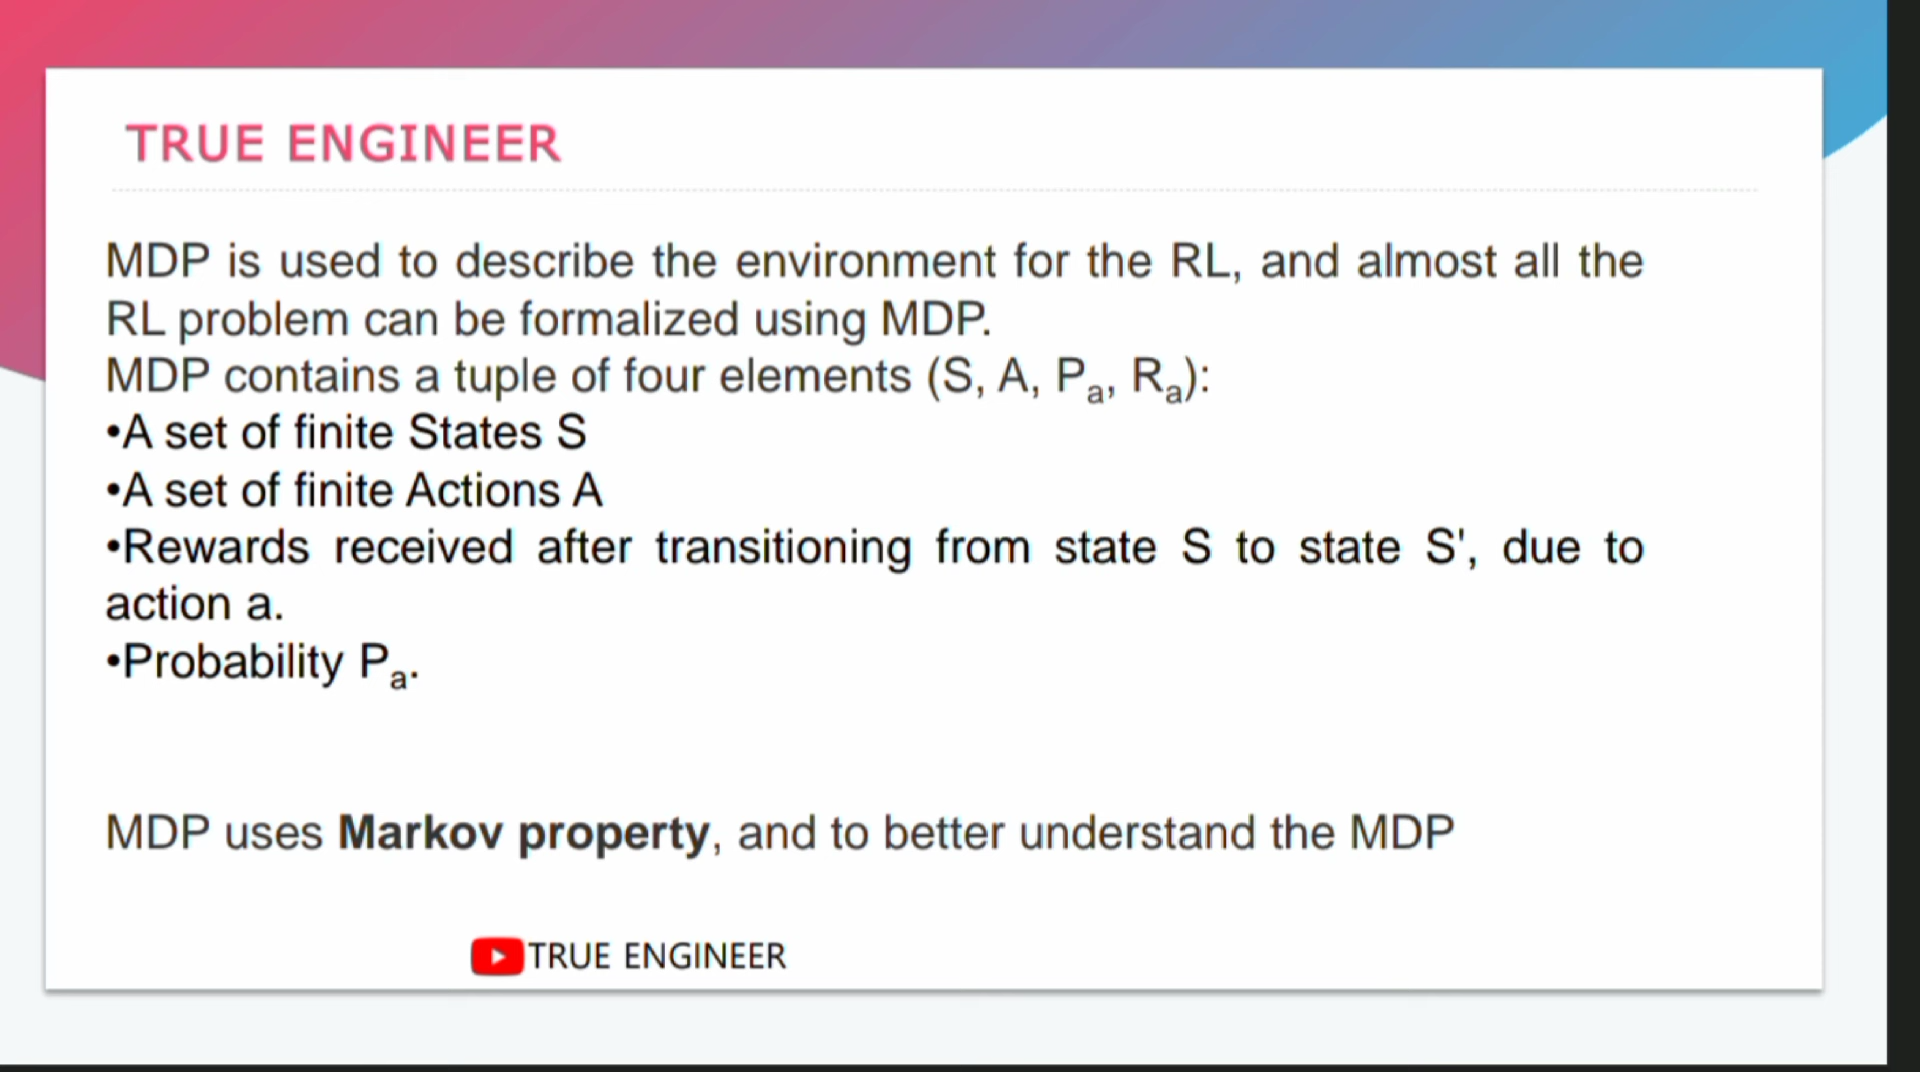 TRUE ENGINEER
MDP is used to describe the environment for the RL, and almost all the
RL problem can be formalized using MDP.
MDP contains a tuple of four elements (S, A, Pa, Ra):
•A set of finite States S
•A set of finite Actions A
•Rewards received after transitioning from state S to state S', due to
action a.
•Probability Pa.
MDP uses Markov property, and to better understand the MDP
TRUE ENGINEER